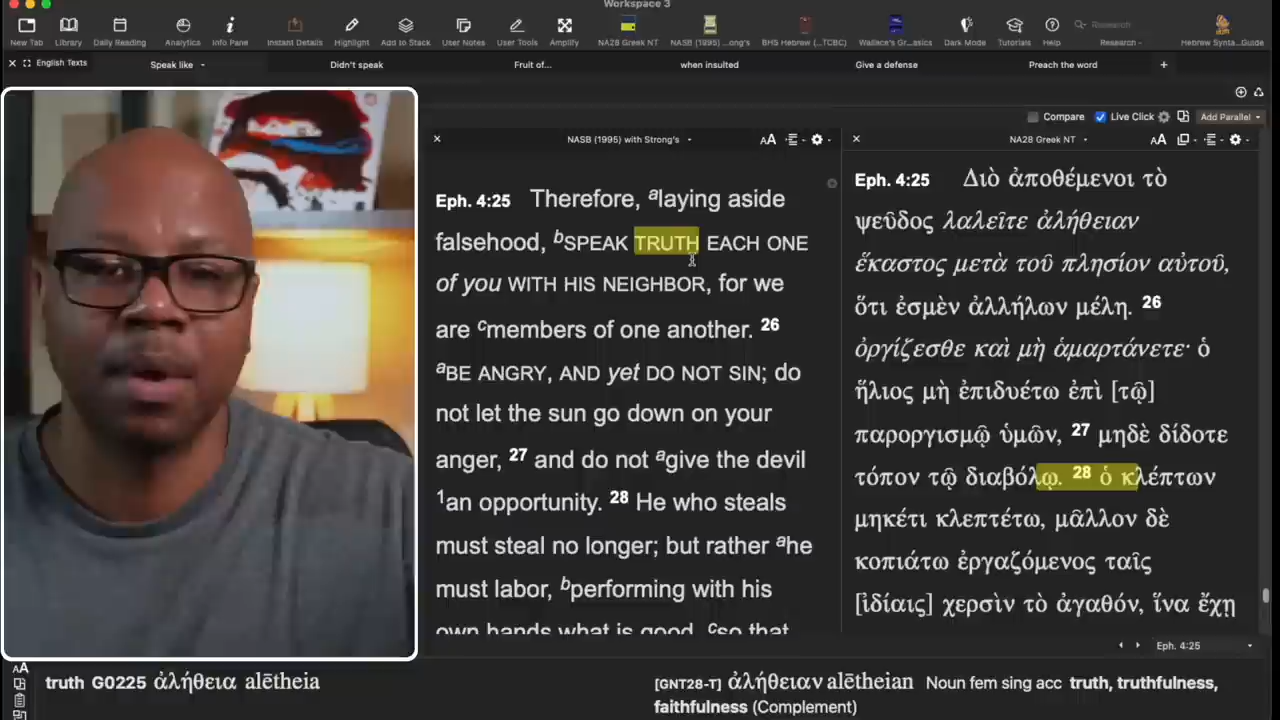 Workspace 3
New Tab Library Daily Reading Analytics Info Pane Instant Details Highlight Add to Stack User Notes User Tools Amplify NA28 Greek NT NASB (1995) ...ong's BHS Hebrew (...TCBC) Wallace's Gr...asics Dark Mode Tutorials Help Research Research Hebrew Synta...Guide
English Texts Speak like Didn't speak Fruit of... when insulted Give a defense Preach the word +
Compare Live Click Add Parallel
NASB (1995) with Strong's
Eph. 4:25 Therefore, alaying aside
falsehood, bSPEAK TRUTH EACH ONE
of you WITH HIS NEIGHBOR, for we
are cmembers of one another. 26
aBE ANGRY, AND yet DO NOT SIN; do
not let the sun go down on your
anger, 27 and do not agive the devil
1an opportunity. 28 He who steals
must steal no longer; but rather ahe
must labor, bperforming with his
own hands what is good, cso that
NA28 Greek NT
Eph. 4:25 Διὸ ἀποθέμενοι τὸ
ψεῦδος λαλεῖτε ἀλήθειαν
ἕκαστος μετὰ τοῦ πλησίον αὐτοῦ,
ὅτι ἐσμὲν ἀλλήλων μέλη. 26
ὀργίζεσθε καὶ μὴ ἁμαρτάνετε· ὁ
ἥλιος μὴ ἐπιδυέτω ἐπὶ [τῷ]
παροργισμῷ ὑμῶν, 27 μηδὲ δίδοτε
τόπον τῷ διαβόλῳ. 28 ὁ κλέπτων
μηκέτι κλεπτέτω, μᾶλλον δὲ
κοπιάτω ἐργαζόμενος ταῖς
[ἰδίαις] χερσὶν τὸ ἀγαθόν, ἵνα ἔχῃ
Eph. 4:25
truth G0225 ἀλήθεια alētheia
[GNT28-T] ἀλήθειαν alētheian Noun fem sing acc truth, truthfulness,
faithfulness (Complement)